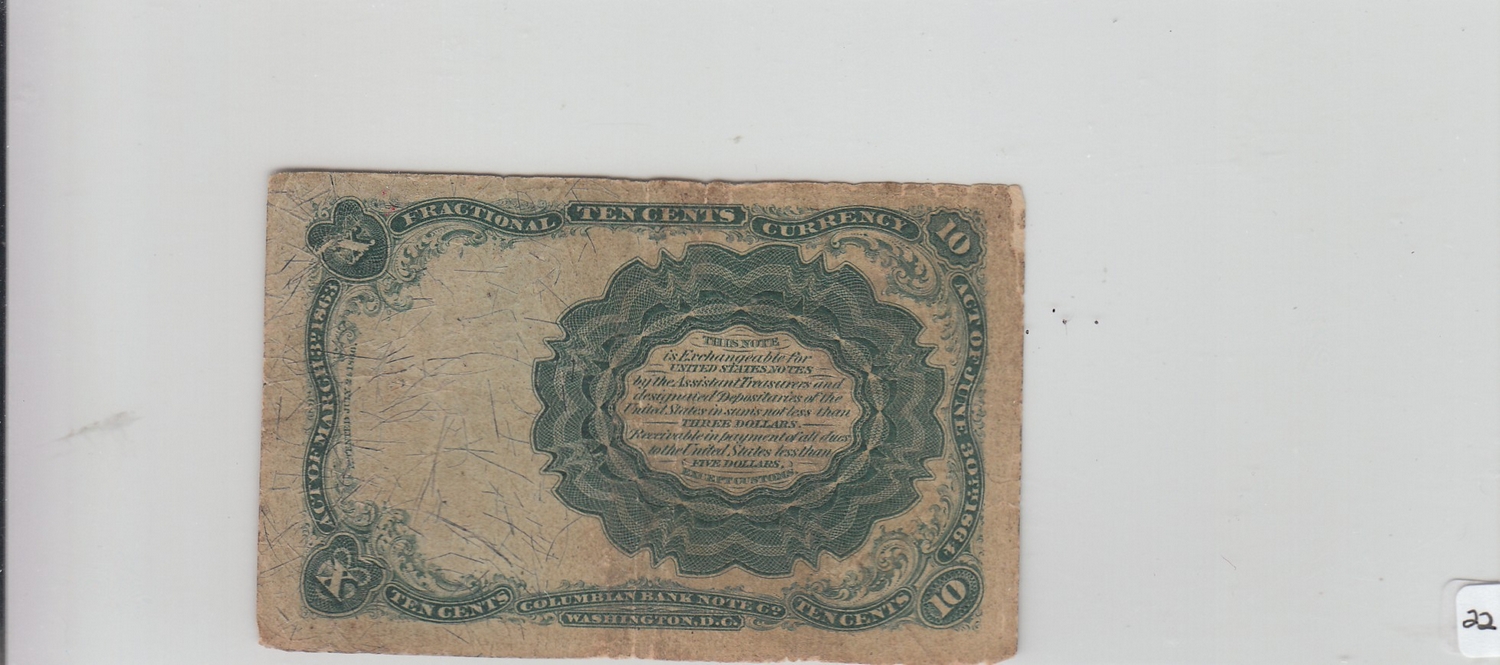 FRACTIONAL TEN CENTS CURRENCY
X
10
ACT OF MARCH 3D 1863
ACT OF JUNE 30TH 1864
THIS NOTE
is Exchangeable for
UNITED STATES NOTES
by the Assistant Treasurers and
designated Depositaries of the
United States in sums not less than
THREE DOLLARS.
Receivable in payment of all dues
to the United States less than
FIVE DOLLARS,
EXCEPT CUSTOMS.
X
10
TEN CENTS
COLUMBIAN BANK NOTE CO
TEN CENTS
WASHINGTON, D.C.
22